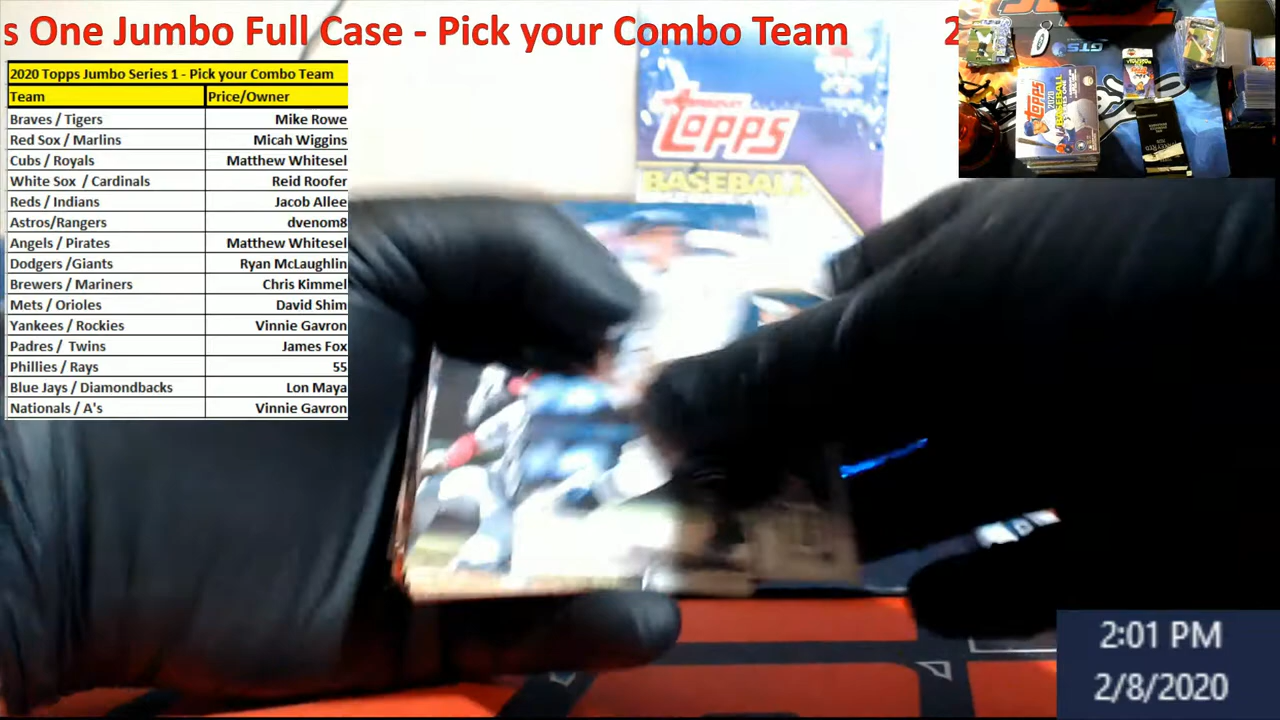 s One Jumbo Full Case - Pick your Combo Team 2
2020 Topps Jumbo Series 1 - Pick your Combo Team
Team Price/Owner
Braves / Tigers Mike Rowe
Red Sox / Marlins Micah Wiggins
Cubs / Royals Matthew Whitesel
White Sox / Cardinals Reid Roofer
Reds / Indians Jacob Allee
Astros/Rangers dvenom8
Angels / Pirates Matthew Whitesel
Dodgers /Giants Ryan McLaughlin
Brewers / Mariners Chris Kimmel
Mets / Orioles David Shim
Yankees / Rockies Vinnie Gavron
Padres / Twins James Fox
Phillies / Rays 55
Blue Jays / Diamondbacks Lon Maya
Nationals / A's Vinnie Gavron
Topps
BASEBALL
Topps
2020
BASEBALL
GTS
2:01 PM
2/8/2020